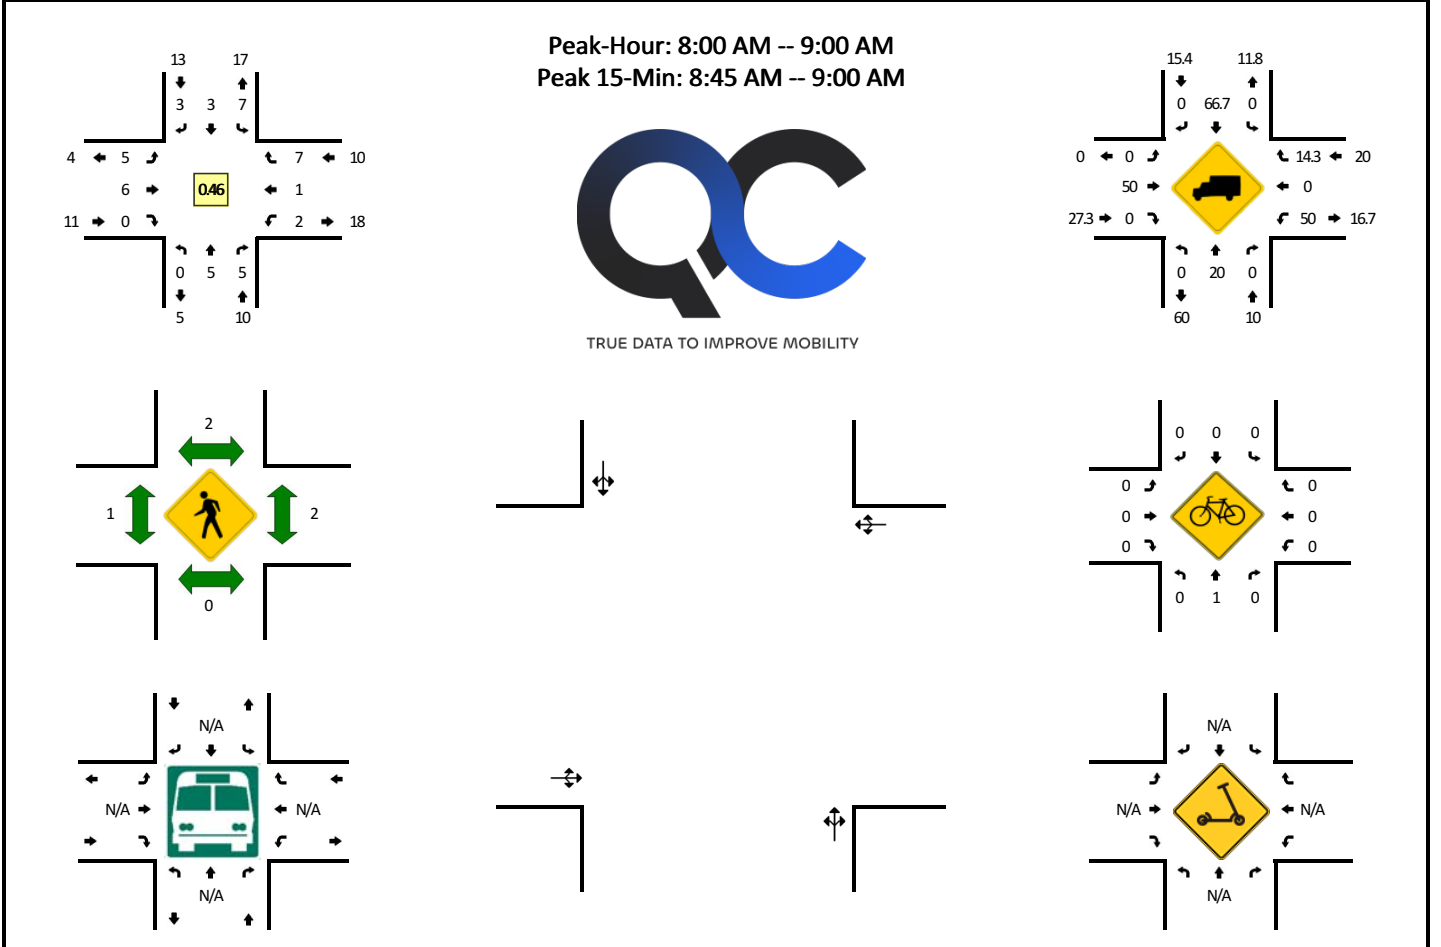 Peak-Hour: 8:00 AM -- 9:00 AM
Peak 15-Min: 8:45 AM -- 9:00 AM
13 17
3 3 7
4 5 7 10
6 0.46 1
11 0 2 18
0 5 5
5 10
TRUE DATA TO IMPROVE MOBILITY
15.4 11.8
0 66.7 0
0 0 14.3 20
50 0
27.3 0 50 16.7
0 20 0
60 10
2
1 2
0
0 0 0
0 0
0 0
0 0
0 1 0
N/A
N/A N/A
N/A
N/A
N/A N/A
N/A